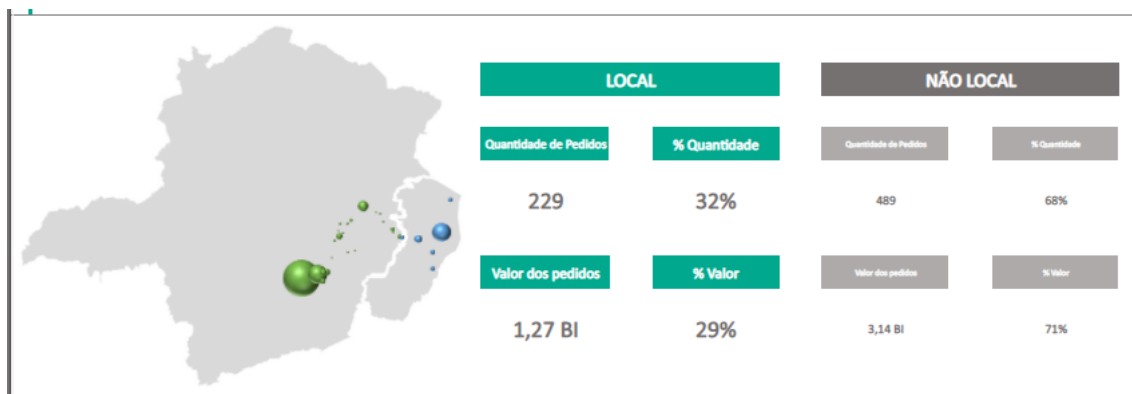 LOCAL
NÃO LOCAL
Quantidade de Pedidos
% Quantidade
Quantidade de Pedidos
% Quantidade
229
32%
489
68%
Valor dos pedidos
% Valor
Valor dos pedidos
% Valor
1,27 BI
29%
3,14 BI
71%